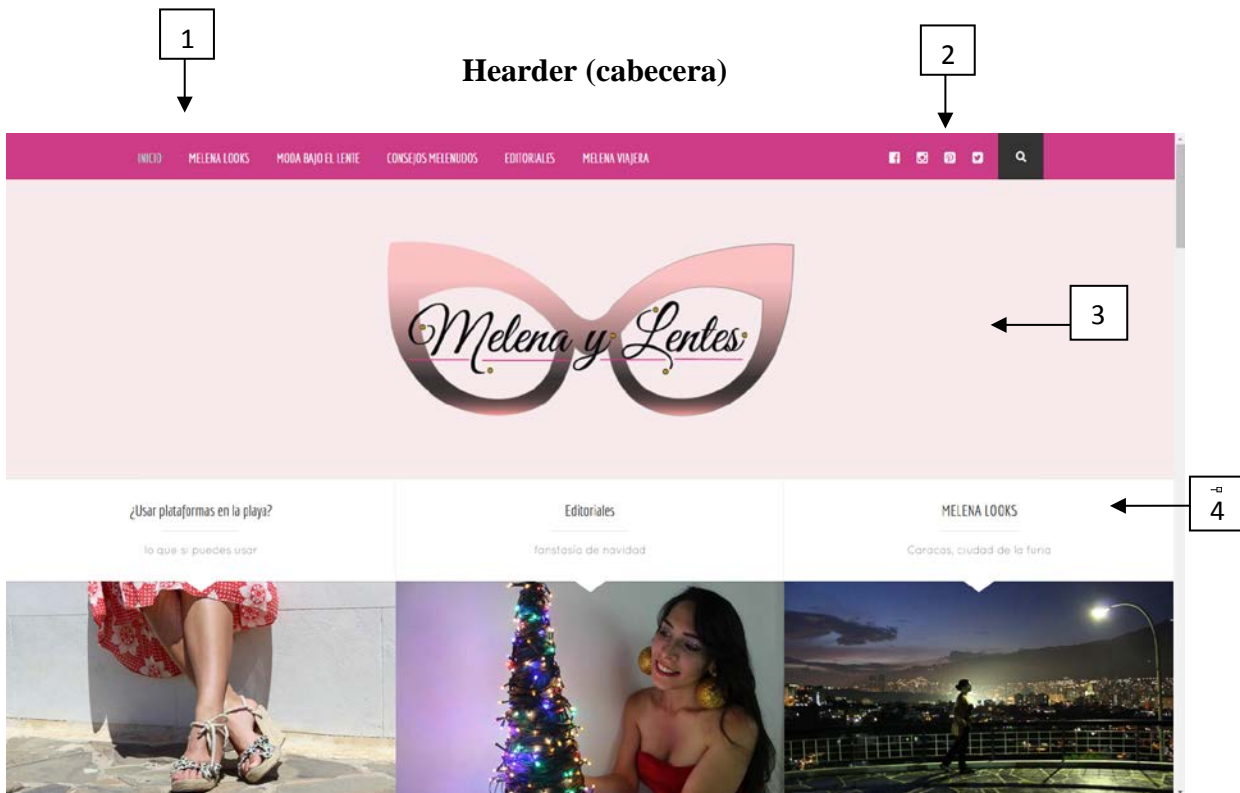 1
2
Hearder (cabecera)
INICIO MELENA LOOKS MODA BAJO EL LENTE CONSEJOS MELENUDOS EDITORIALES MELENA VIAJERA
Melena y Lentes
3
4
¿Usar plataformas en la playa?
lo que si puedes usar
Editoriales
fanstasía de navidad
MELENA LOOKS
Caracas, ciudad de la furia